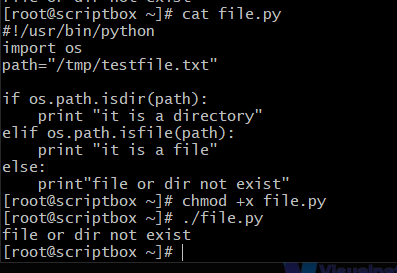 [root@scriptbox ~]# cat file.py
#!/usr/bin/python
import os
path="/tmp/testfile.txt"
if os.path.isdir(path):
    print "it is a directory"
elif os.path.isfile(path):
    print "it is a file"
else:
    print"file or dir not exist"
[root@scriptbox ~]# chmod +x file.py
[root@scriptbox ~]# ./file.py
file or dir not exist
[root@scriptbox ~]#